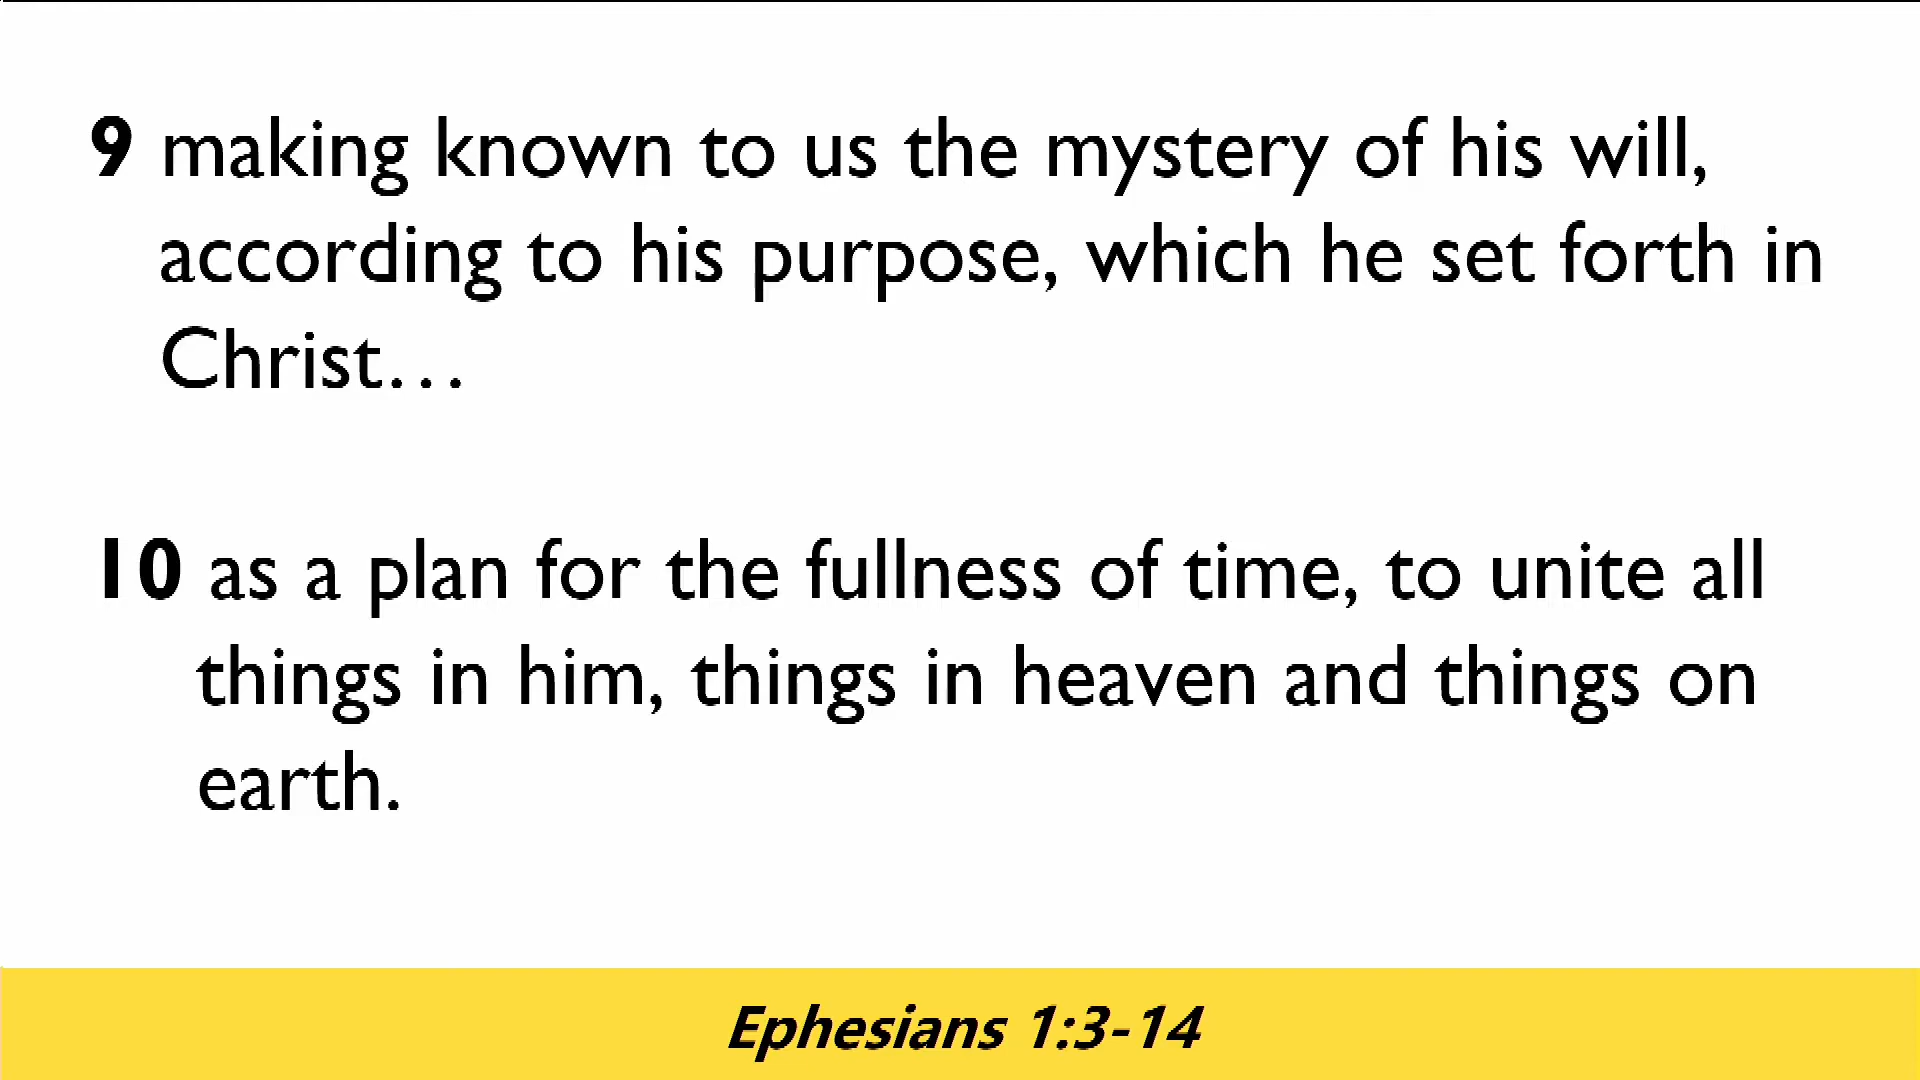 9 making known to us the mystery of his will,
according to his purpose, which he set forth in
Christ…
10 as a plan for the fullness of time, to unite all
things in him, things in heaven and things on
earth.
Ephesians 1:3-14